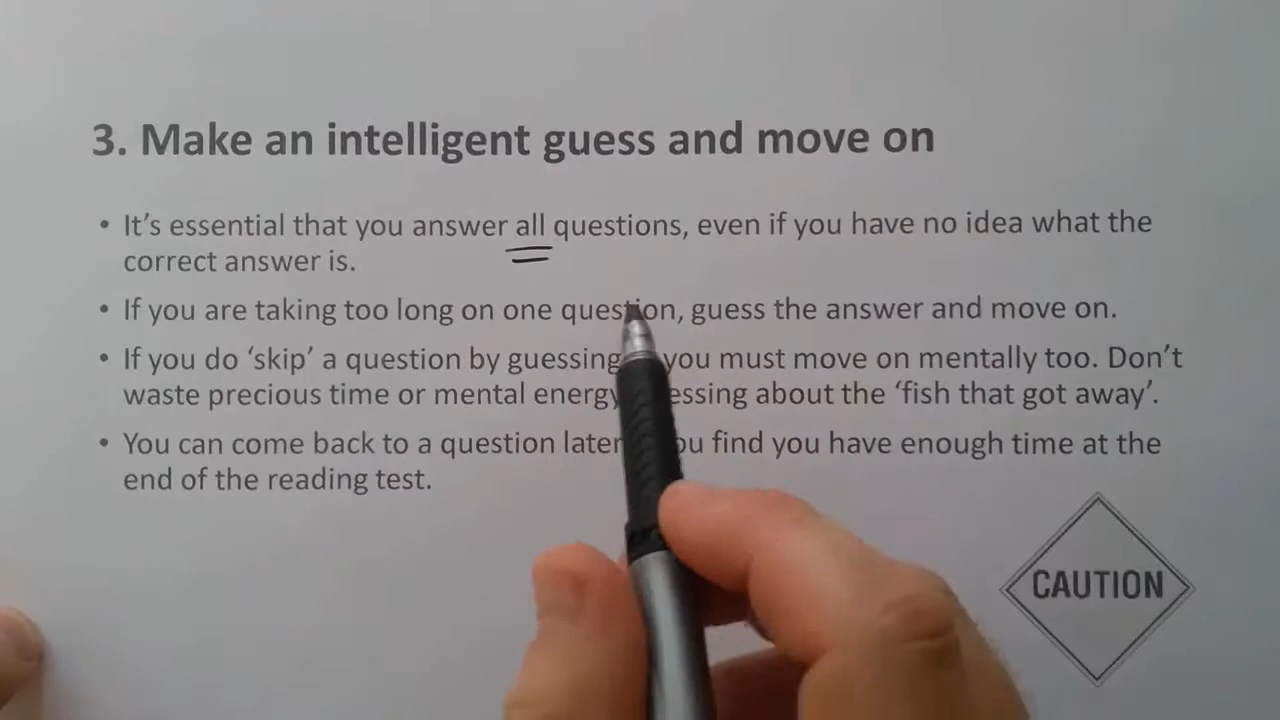 3. Make an intelligent guess and move on
• It’s essential that you answer all questions, even if you have no idea what the
correct answer is.
• If you are taking too long on one question, guess the answer and move on.
• If you do ‘skip’ a question by guessing you must move on mentally too. Don’t
waste precious time or mental energy about the ‘fish that got away’.
• You can come back to a question later you find you have enough time at the
end of the reading test.
CAUTION